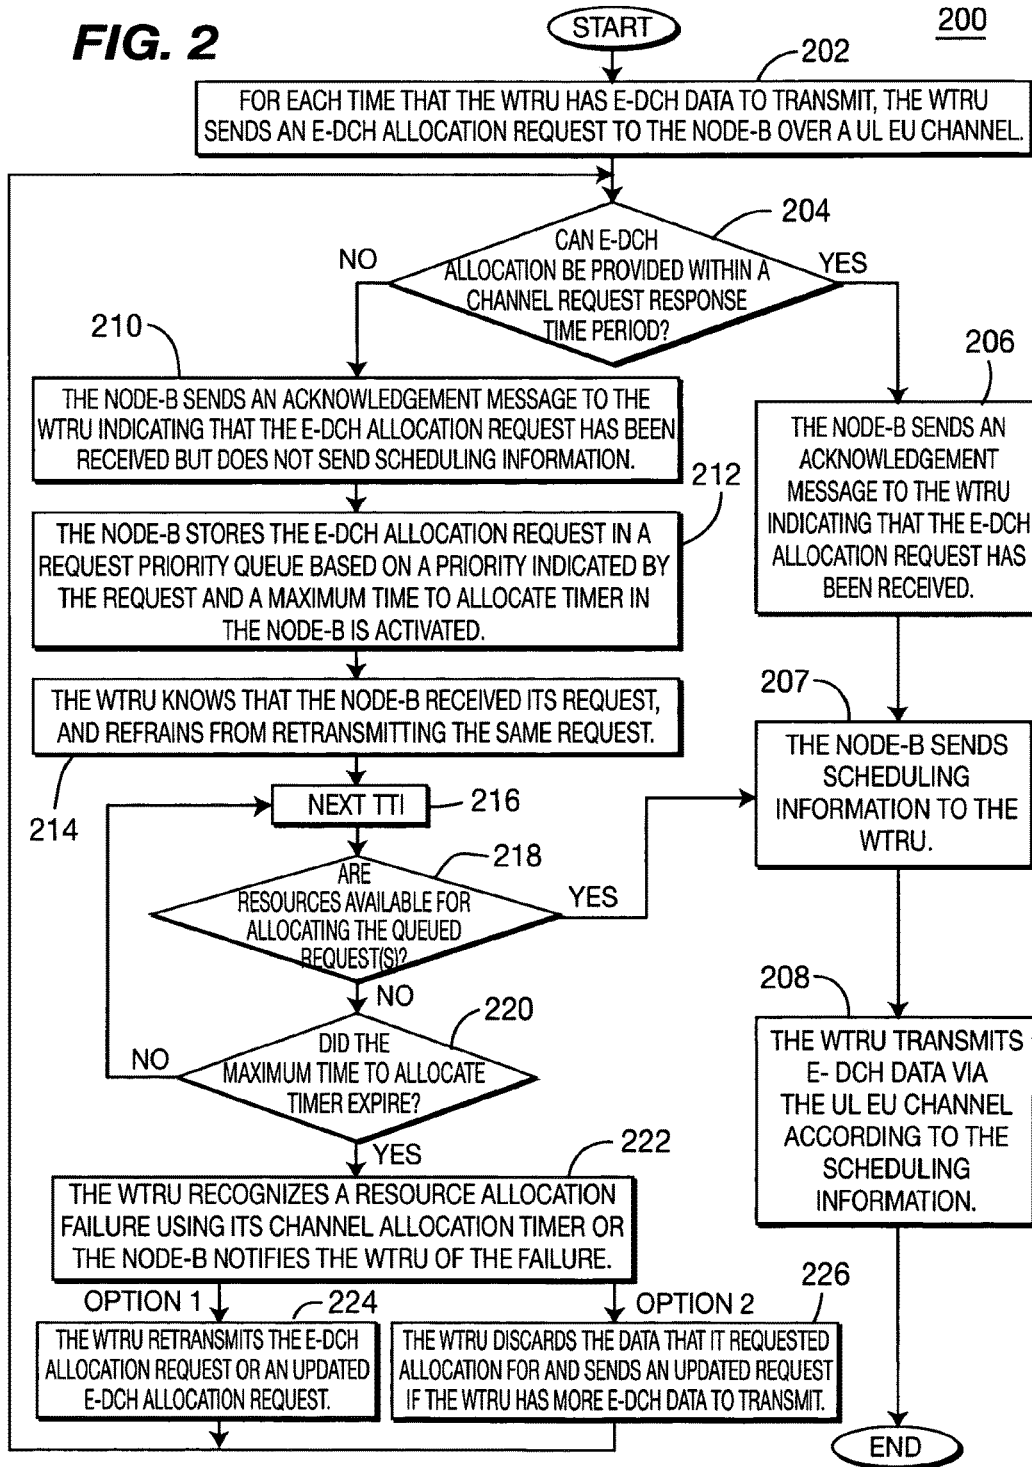 FIG. 2
START
200
202
FOR EACH TIME THAT THE WTRU HAS E-DCH DATA TO TRANSMIT, THE WTRU
SENDS AN E-DCH ALLOCATION REQUEST TO THE NODE-B OVER A UL EU CHANNEL.
204
CAN E-DCH
ALLOCATION BE PROVIDED WITHIN A
CHANNEL REQUEST RESPONSE
TIME PERIOD?
NO
YES
210
THE NODE-B SENDS AN ACKNOWLEDGEMENT MESSAGE TO THE
WTRU INDICATING THAT THE E-DCH ALLOCATION REQUEST HAS BEEN
RECEIVED BUT DOES NOT SEND SCHEDULING INFORMATION.
206
THE NODE-B SENDS AN
ACKNOWLEDGEMENT
MESSAGE TO THE WTRU
INDICATING THAT THE E-DCH
ALLOCATION REQUEST HAS
BEEN RECEIVED.
212
THE NODE-B STORES THE E-DCH ALLOCATION REQUEST IN A
REQUEST PRIORITY QUEUE BASED ON A PRIORITY INDICATED BY
THE REQUEST AND A MAXIMUM TIME TO ALLOCATE TIMER IN
THE NODE-B IS ACTIVATED.
THE WTRU KNOWS THAT THE NODE-B RECEIVED ITS REQUEST,
AND REFRAINS FROM RETRANSMITTING THE SAME REQUEST.
214
207
THE NODE-B SENDS
SCHEDULING
INFORMATION TO THE
WTRU.
NEXT TTI
216
218
ARE
RESOURCES AVAILABLE FOR
ALLOCATING THE QUEUED
REQUEST(S)?
YES
NO
220
DID THE
MAXIMUM TIME TO ALLOCATE
TIMER EXPIRE?
NO
YES
208
THE WTRU TRANSMITS
E- DCH DATA VIA
THE UL EU CHANNEL
ACCORDING TO THE
SCHEDULING
INFORMATION.
222
THE WTRU RECOGNIZES A RESOURCE ALLOCATION
FAILURE USING ITS CHANNEL ALLOCATION TIMER OR
THE NODE-B NOTIFIES THE WTRU OF THE FAILURE.
OPTION 1
224
THE WTRU RETRANSMITS THE E-DCH
ALLOCATION REQUEST OR AN UPDATED
E-DCH ALLOCATION REQUEST.
OPTION 2
226
THE WTRU DISCARDS THE DATA THAT IT REQUESTED
ALLOCATION FOR AND SENDS AN UPDATED REQUEST
IF THE WTRU HAS MORE E-DCH DATA TO TRANSMIT.
END